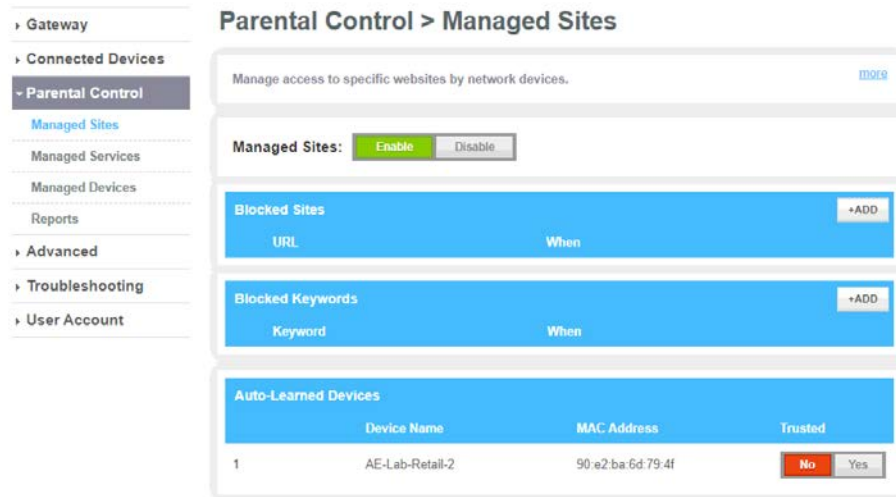 Gateway
Connected Devices
Parental Control
Managed Sites
Managed Services
Managed Devices
Reports
Advanced
Troubleshooting
User Account
Parental Control > Managed Sites
Manage access to specific websites by network devices. more
Managed Sites: Enable Disable
Blocked Sites +ADD
URL When
Blocked Keywords +ADD
Keyword When
Auto-Learned Devices
Device Name MAC Address Trusted
1 AE-Lab-Retail-2 90:e2:ba:6d:79:4f No Yes